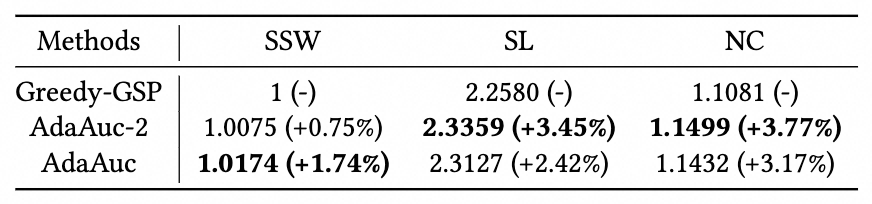 Methods SSW SL NC
Greedy-GSP 1 (-) 2.2580 (-) 1.1081 (-)
AdaAuc-2 1.0075 (+0.75%) 2.3359 (+3.45%) 1.1499 (+3.77%)
AdaAuc 1.0174 (+1.74%) 2.3127 (+2.42%) 1.1432 (+3.17%)